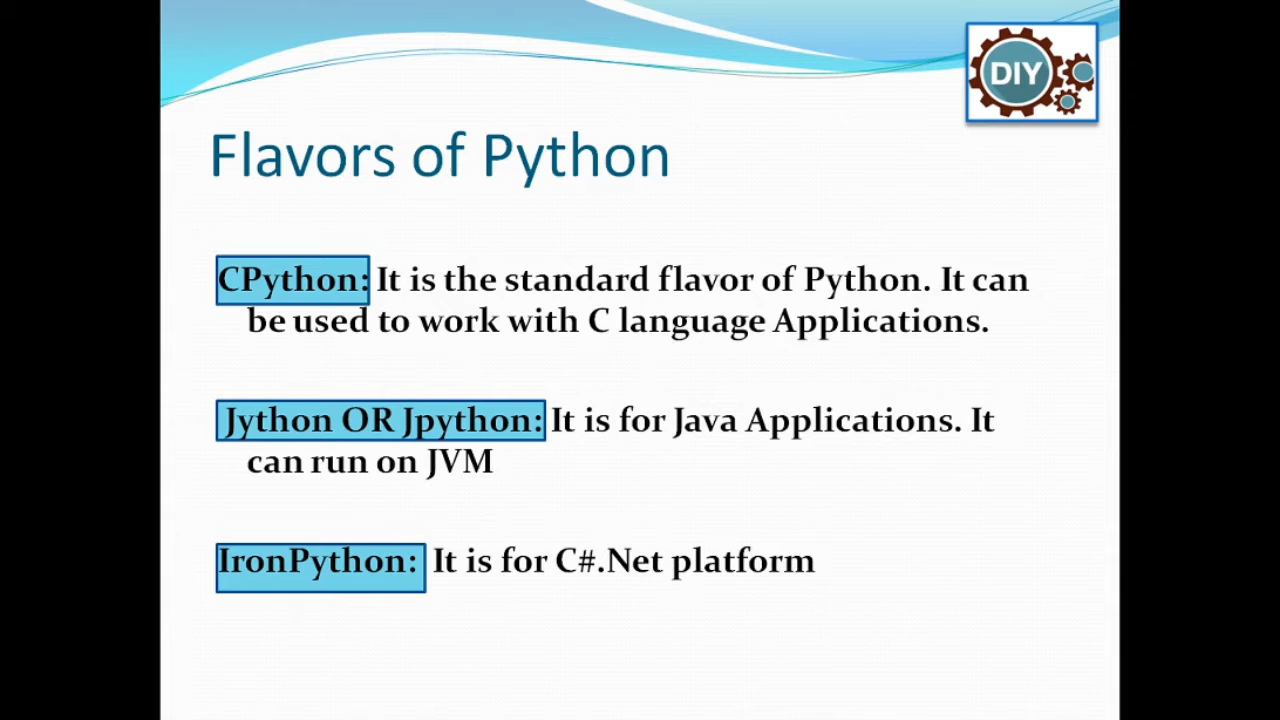 DIY
Flavors of Python
CPython: It is the standard flavor of Python. It can
be used to work with C language Applications.
Jython OR Jpython: It is for Java Applications. It
can run on JVM
IronPython: It is for C#.Net platform